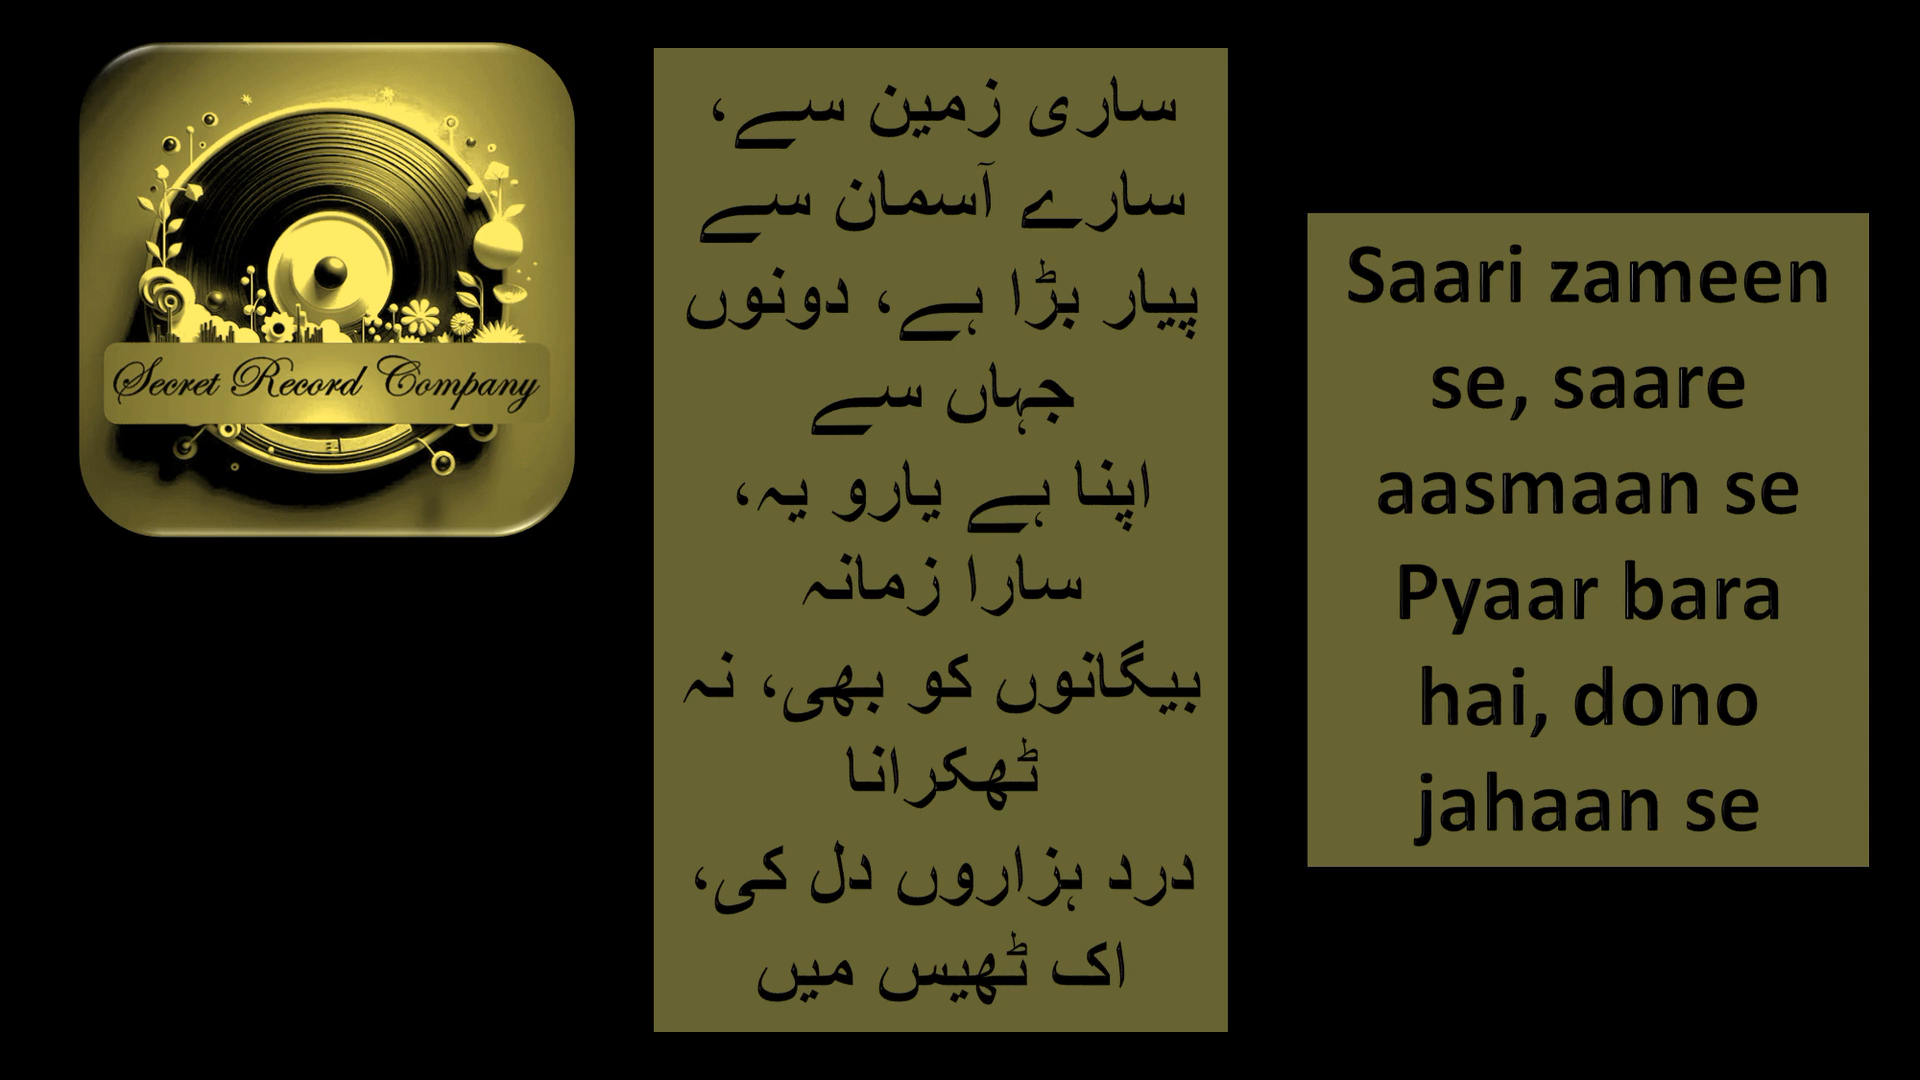 Secret Record Company
ساری زمین سے،
سارے آسمان سے
پیار بڑا ہے، دونوں
جہاں سے
اپنا ہے یارو یہ،
سارا زمانہ
بیگانوں کو بھی، نہ
ٹھکرانا
درد ہزاروں دل کی،
اک ٹھیس میں
Saari zameen
se, saare
aasmaan se
Pyaar bara
hai, dono
jahaan se